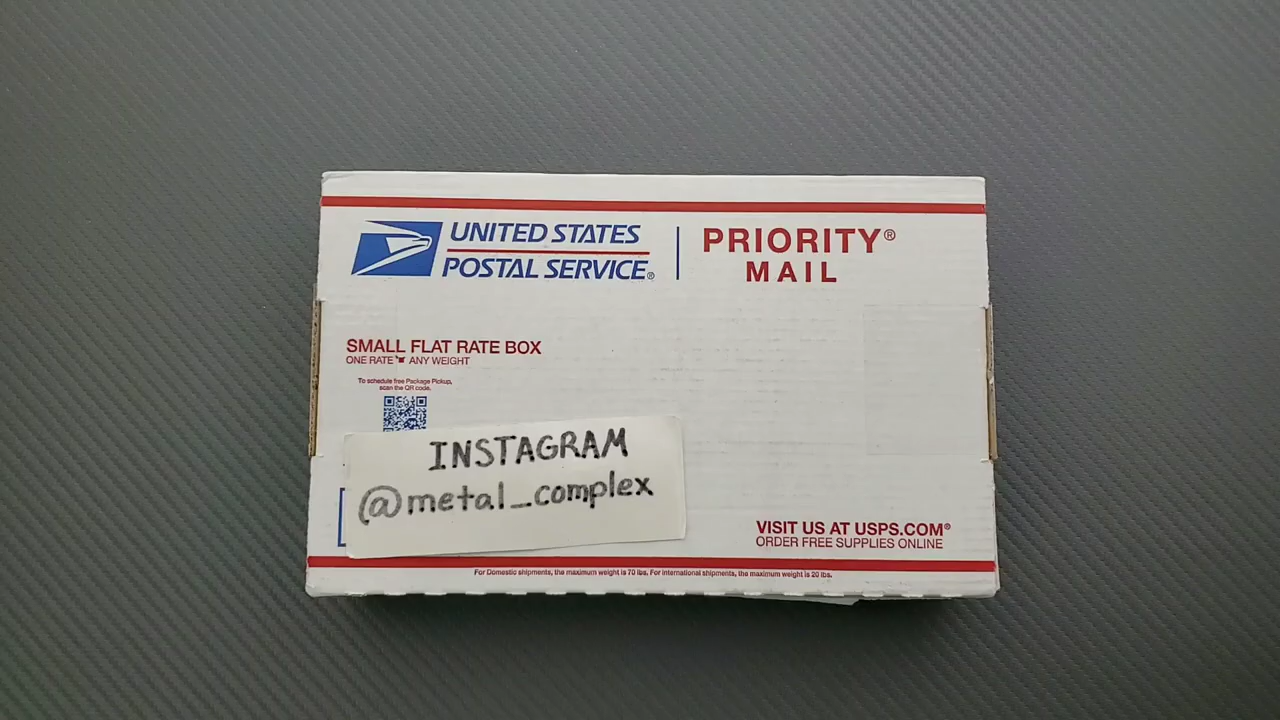 UNITED STATES
POSTAL SERVICE®
PRIORITY®
MAIL
SMALL FLAT RATE BOX
ONE RATE ANY WEIGHT
To schedule free Package Pickup,
scan the QR code.
INSTAGRAM
@metal_complex
VISIT US AT USPS.COM®
ORDER FREE SUPPLIES ONLINE
For Domestic shipments, the maximum weight is 70 lbs. For international shipments, the maximum weight is 20 lbs.